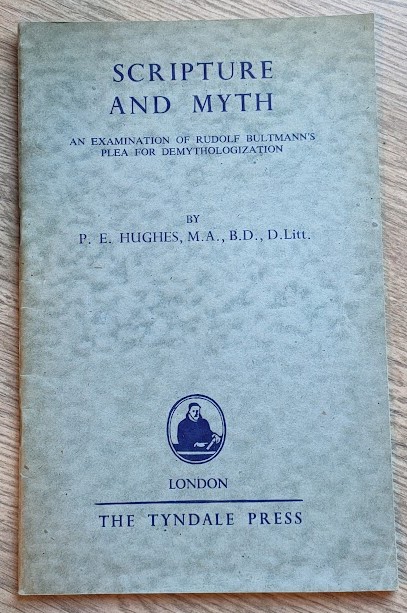 SCRIPTURE
AND MYTH
AN EXAMINATION OF RUDOLF BULTMANN'S
PLEA FOR DEMYTHOLOGIZATION
BY
P. E. HUGHES, M.A., B.D., D.Litt.
LONDON
THE TYNDALE PRESS